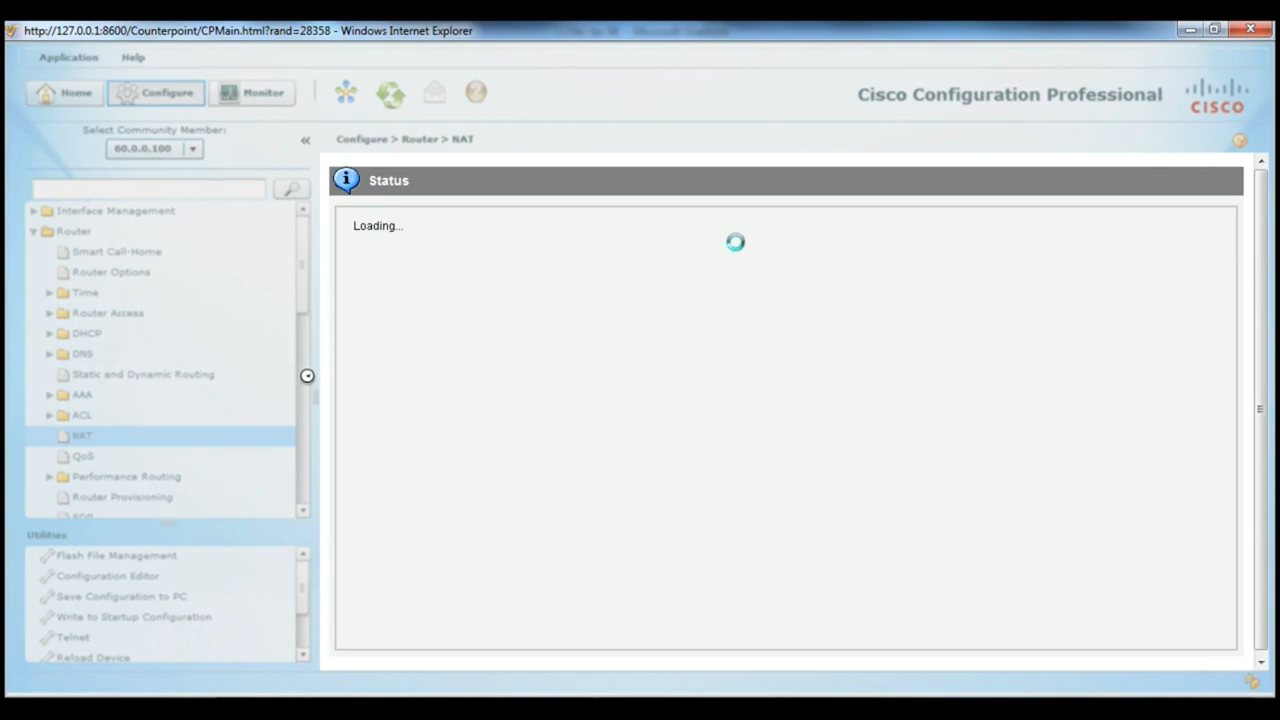 http://127.0.0.1:8600/Counterpoint/CPMain.html?rand=28358 - Windows Internet Explorer
Application Help
Home Configure Monitor
Cisco Configuration Professional
CISCO
Select Community Member:
60.0.0.100
Configure > Router > NAT
Status
Loading...
Interface Management
Router
Smart Call-Home
Router Options
Time
Router Access
DHCP
DNS
Static and Dynamic Routing
AAA
ACL
NAT
QoS
Performance Routing
Router Provisioning
Utilities
Flash File Management
Configuration Editor
Save Configuration to PC
Write to Startup Configuration
Telnet
Reload Device